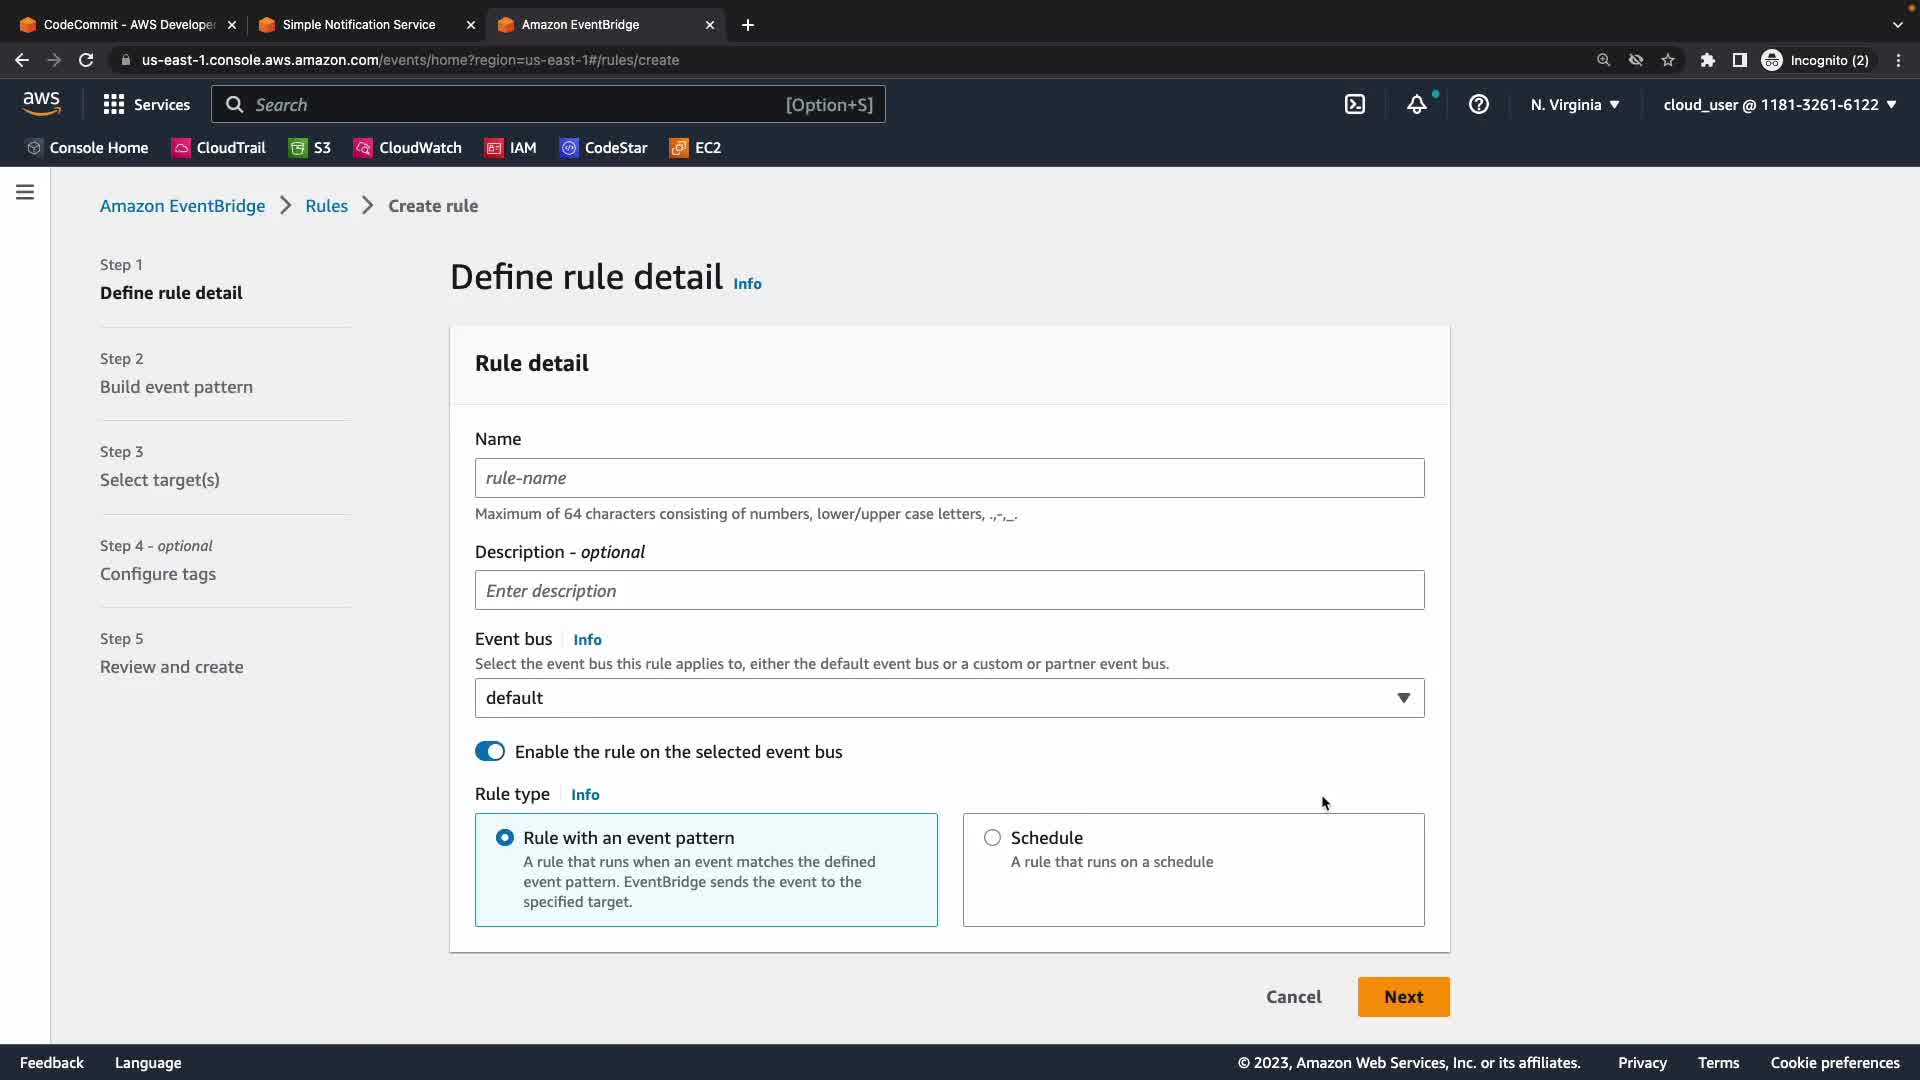 CodeCommit - AWS Develope
Simple Notification Service
Amazon EventBridge
us-east-1.console.aws.amazon.com/events/home?region=us-east-1#/rules/create
Incognito (2)
aws
Services
Search
[Option+S]
N. Virginia
cloud_user @ 1181-3261-6122
Console Home
CloudTrail
S3
CloudWatch
IAM
CodeStar
EC2
Amazon EventBridge
Rules
Create rule
Step 1
Define rule detail
Step 2
Build event pattern
Step 3
Select target(s)
Step 4 - optional
Configure tags
Step 5
Review and create
Define rule detail Info
Rule detail
Name
rule-name
Maximum of 64 characters consisting of numbers, lower/upper case letters, .,-,_.
Description - optional
Enter description
Event bus Info
Select the event bus this rule applies to, either the default event bus or a custom or partner event bus.
default
Enable the rule on the selected event bus
Rule type Info
Rule with an event pattern
A rule that runs when an event matches the defined
event pattern. EventBridge sends the event to the
specified target.
Schedule
A rule that runs on a schedule
Cancel
Next
Feedback
Language
© 2023, Amazon Web Services, Inc. or its affiliates.
Privacy
Terms
Cookie preferences